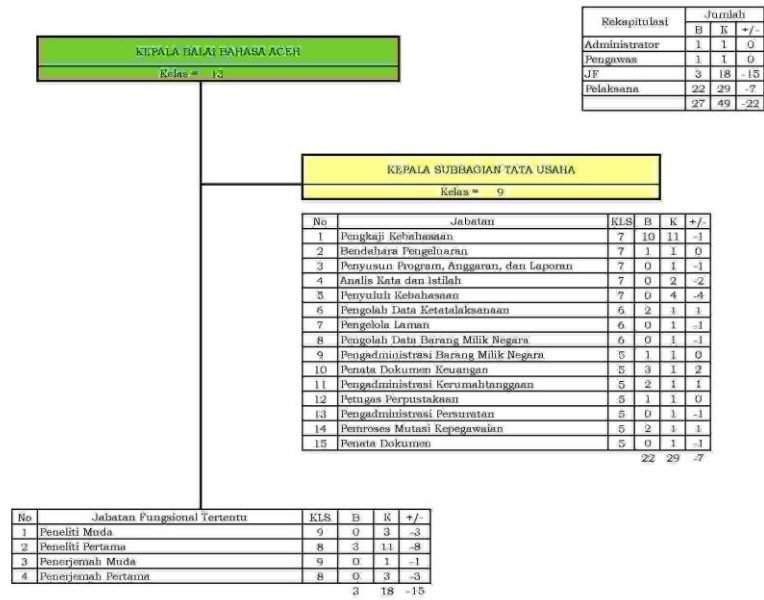 Rekapitulasi Jumlah
B K +/-
Administrator 1 1 0
Pengawas 1 1 0
JF 3 18 -15
Pelaksana 22 29 -7
27 49 -22
KEPALA BALAI BAHASA ACEH
Kelas = 13
KEPALA SUBBAGIAN TATA USAHA
Kelas = 9
No Jabatan KLS B K +/-
1 Pengkaji Kebahasaan 7 10 11 -1
2 Bendahara Pengeluaran 7 1 1 0
3 Penyusun Program, Anggaran, dan Laporan 7 0 1 -1
4 Analis Kata dan Istilah 7 0 2 -2
5 Penyuluh Kebahasaan 7 0 4 -4
6 Pengolah Data Ketatalaksanaan 6 2 1 1
7 Pengelola Laman 6 0 1 -1
8 Pengolah Data Barang Milik Negara 6 0 1 -1
9 Pengadministrasi Barang Milik Negara 5 1 1 0
10 Penata Dokumen Keuangan 5 3 1 2
11 Pengadministrasi Kerumahtanggaan 5 2 1 1
12 Petugas Perpustakaan 5 1 1 0
13 Pengadministrasi Persuratan 5 0 1 -1
14 Pemroses Mutasi Kepegawaian 5 2 1 1
15 Penata Dokumen 5 0 1 -1
22 29 -7
No Jabatan Fungsional Tertentu KLS B K +/-
1 Peneliti Muda 9 0 3 -3
2 Peneliti Pertama 8 3 11 -8
3 Penerjemah Muda 9 0 1 -1
4 Penerjemah Pertama 8 0 3 -3
3 18 -15